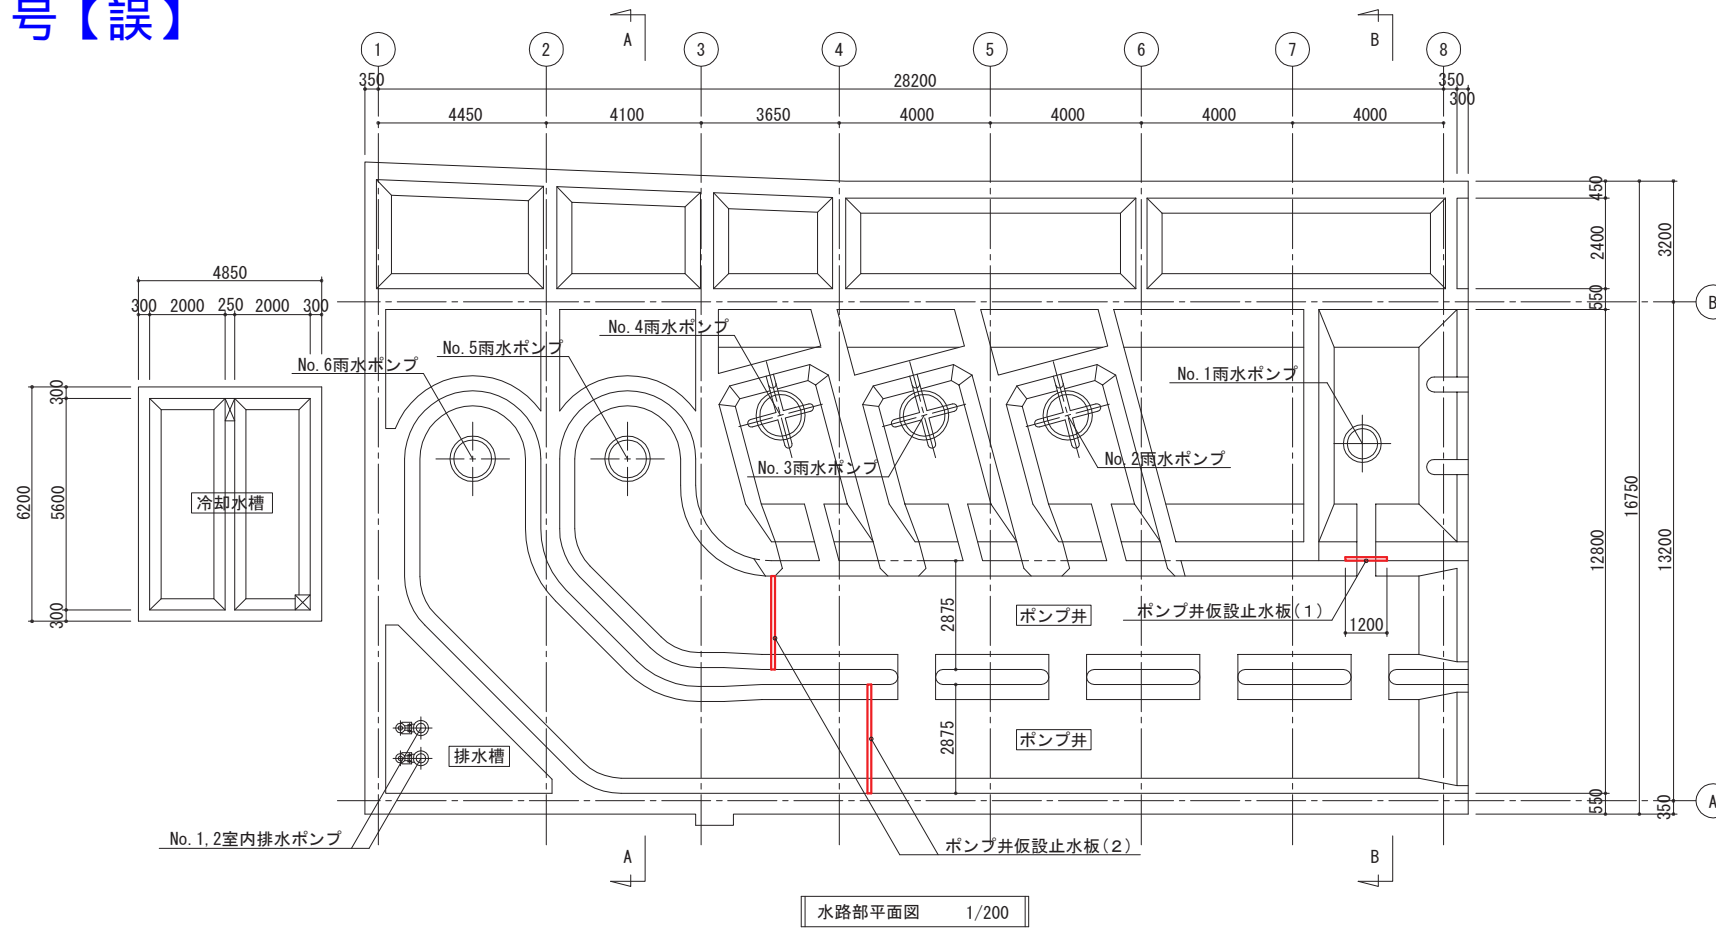 号【誤】
A
B
1
2
3
4
5
6
7
8
350
28200
350
300
4450
4100
3650
4000
4000
4000
4000
450
2400
550
12800
550
16750
3200
13200
350
B
A
4850
300
2000
250
2000
300
6200
300
5600
300
冷却水槽
No.6雨水ポンプ
No.5雨水ポンプ
No.4雨水ポンプ
No.3雨水ポンプ
No.2雨水ポンプ
No.1雨水ポンプ
ポンプ井
2875
ポンプ井仮設止水板(1)
1200
ポンプ井
2875
排水槽
No.1,2室内排水ポンプ
ポンプ井仮設止水板(2)
A
B
水路部平面図 1/200